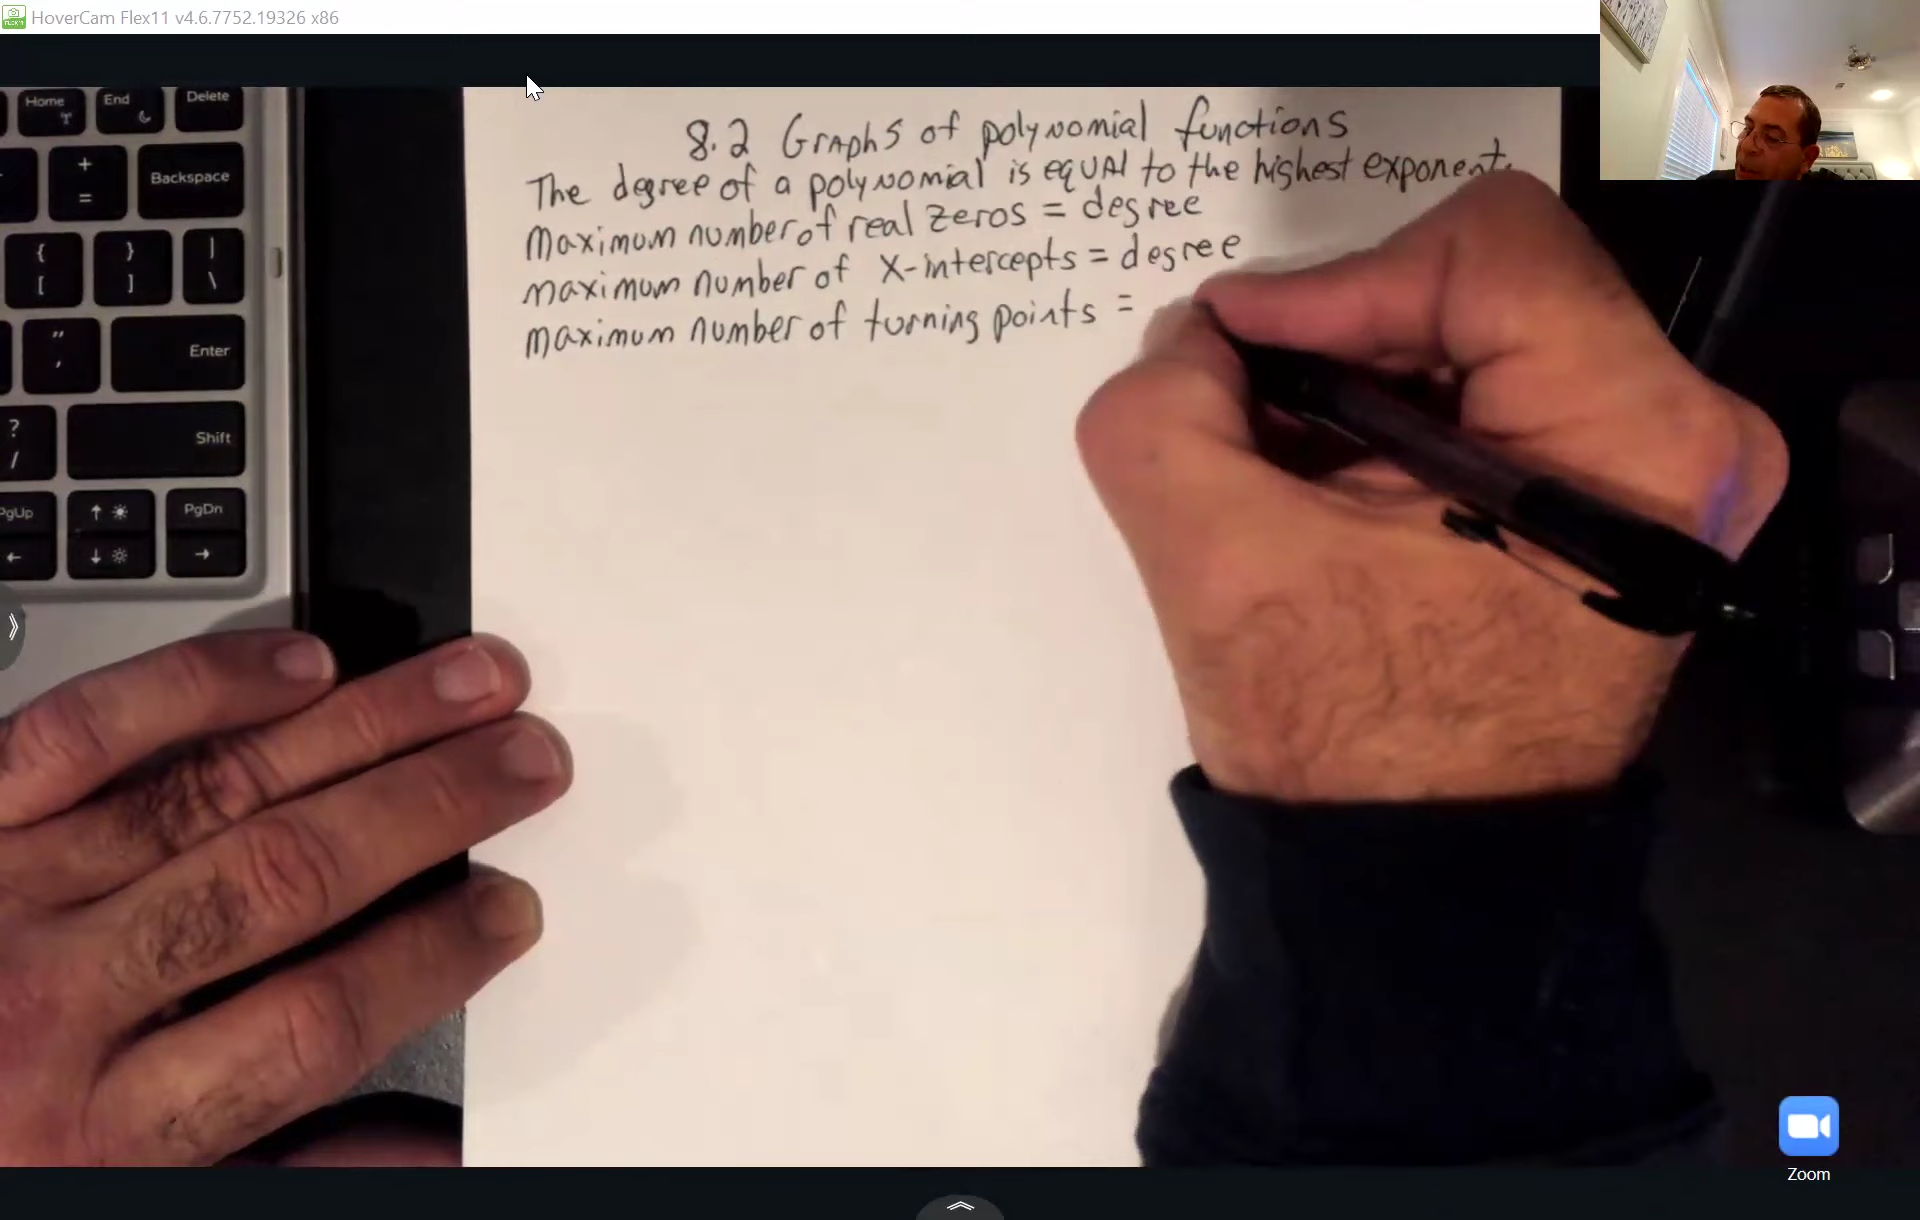 HoverCam Flex11 v4.6.7752.19326 x86
8.2 Graphs of polynomial functions
The degree of a polynomial is equal to the highest exponent.
Maximum number of real zeros = degree
maximum number of X-intercepts = degree
maximum number of turning points =
Home End Delete
+ = Backspace
{ [ } ] | \
" ' Enter
? / Shift
PgUp ↑ PgDn
← ↓ →
Zoom